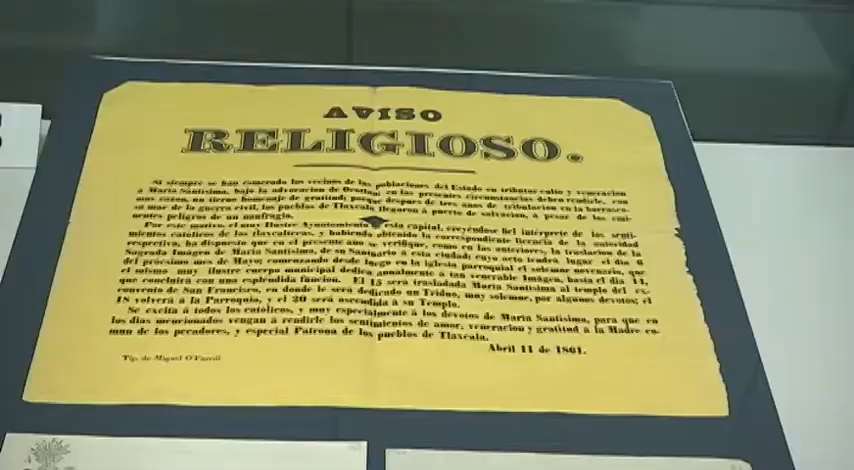 AVISO
RELIGIOSO.
Si siempre se han esmerado los vecinos de las poblaciones del Estado en tributar culto y veneracion
a Maria Santísima, bajo la advocacion de Ocotlan; en las presentes circunstancias deben rendirle, con
mas razon, un tierno homenaje de gratitud; porque despues de tres años de tribulacion en la borrasco-
sa mar de la guerra civil, los pueblos de Tlaxcala llegaron á puerto de salvacion, á pesar de los emi-
nentes peligros de un naufragio.
Por este motivo, el muy Ilustre Ayuntamiento de esta capital, creyéndose fiel intérprete de los senti-
mientos católicos de los tlaxcaltecas, y habiendo obtenido la correspondiente licencia de la autoridad
respectiva, ha dispuesto que en el presente año se verifique, como en las anteriores, la traslacion de la
Sagrada Imágen de Maria Santísima, de su Santuario á esta ciudad; cuyo acto tendrá lugar el dia 6
del próximo mes de Mayo; comenzando desde luego en la iglesia parroquial el solemne novenario, que
el mismo muy ilustre cuerpo municipal dedica anualmente á tan venerable Imágen, hasta el dia 14,
que concluirá con una esplendida funcion. El 15 será trasladada Maria Santísima al templo del ex-
convento de San Francisco, en donde le será dedicado un Triduo, muy solemne, por algunos devotos; el
18 volverá á la Parroquia, y el 20 será ascendida á su Templo.
Se excita á todos los católicos, y muy especialmente á los devotos de Maria Santísima, para que en
los dias mencionados vengan á rendirle los sentimientos de amor, veneracion y gratitud á la Madre co-
mun de los pecadores, y especial Patrona de los pueblos de Tlaxcala.
Abril 11 de 1861.
Tip. de Miguel O'Farrill